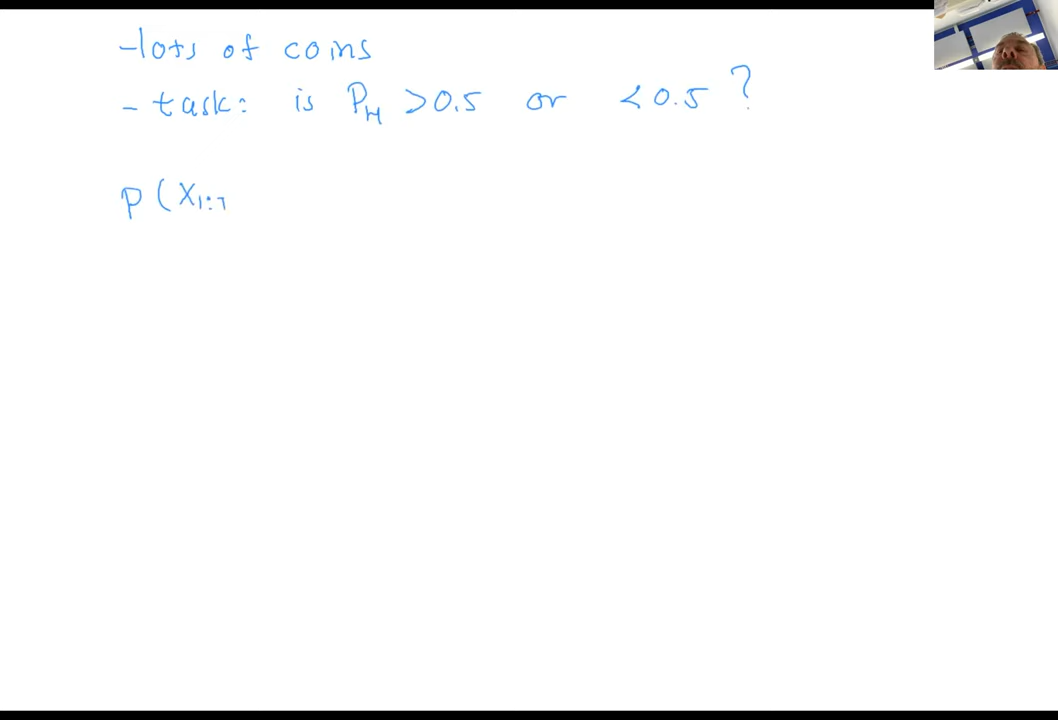 -lots of coins
- task: is P_H >0.5 or <0.5 ?
p (X_1: